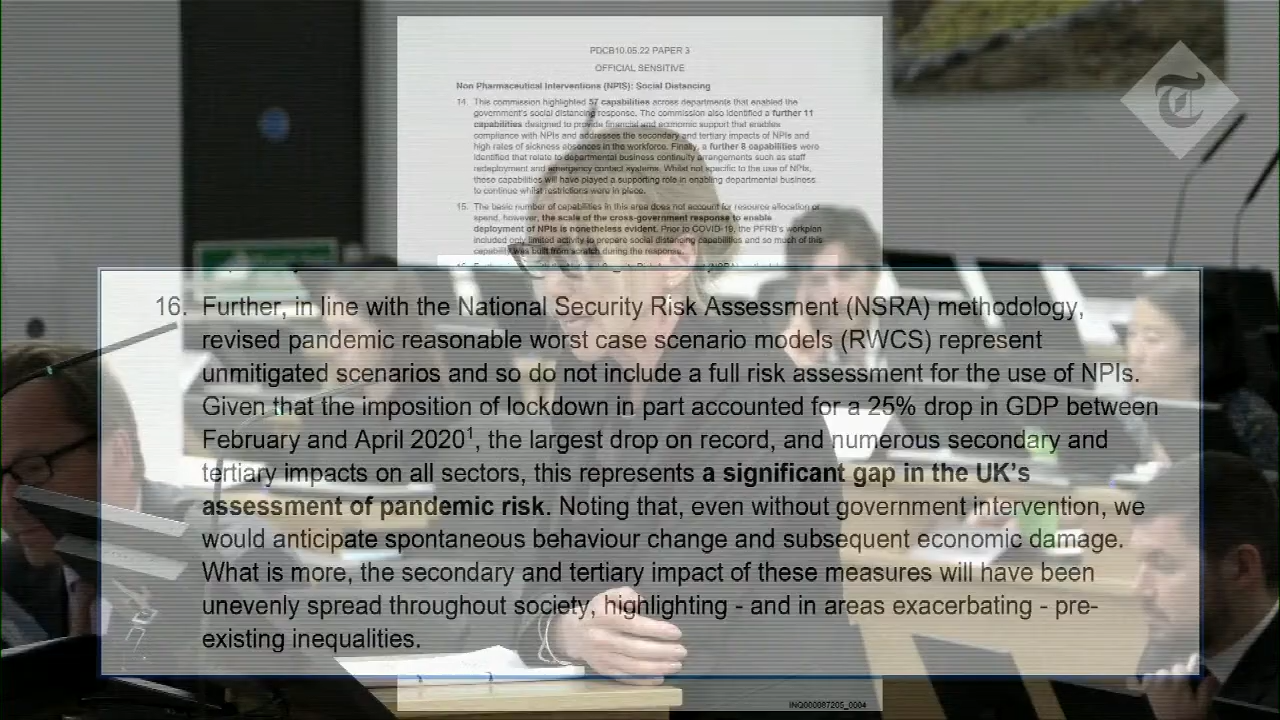 PDCB10.05.22 PAPER 3
OFFICIAL SENSITIVE
Non Pharmaceutical Interventions (NPIS): Social Distancing
14. This commission highlighted 57 capabilities across departments that enabled the
government's social distancing response. The commission also identified a further 11
capabilities designed to provide financial and economic support that enables
compliance with NPIs and addresses the secondary and tertiary impacts of NPIs and
high rates of sickness absences in the workforce. Finally, a further 8 capabilities were
identified that relate to departmental business continuity arrangements such as staff
redeployment and emergency contact systems. Whilst not specific to the use of NPIs,
these capabilities will have played a supporting role in enabling departmental business
to continue whilst restrictions were in place.
15. The basic number of capabilities in this area does not account for resource allocation or
spend, however, the scale of the cross-government response to enable
deployment of NPIs is nonetheless evident. Prior to COVID-19, the PFRB's workplan
included only limited activity to prepare social distancing capabilities and so much of this
capability was built from scratch during the response.
16. Further, in line with the National Security Risk Assessment (NSRA) methodology,
revised pandemic reasonable worst case scenario models (RWCS) represent
unmitigated scenarios and so do not include a full risk assessment for the use of NPIs.
Given that the imposition of lockdown in part accounted for a 25% drop in GDP between
February and April 2020¹, the largest drop on record, and numerous secondary and
tertiary impacts on all sectors, this represents a significant gap in the UK's
assessment of pandemic risk. Noting that, even without government intervention, we
would anticipate spontaneous behaviour change and subsequent economic damage.
What is more, the secondary and tertiary impact of these measures will have been
unevenly spread throughout society, highlighting - and in areas exacerbating - pre-
existing inequalities.
INQ000087205_0004